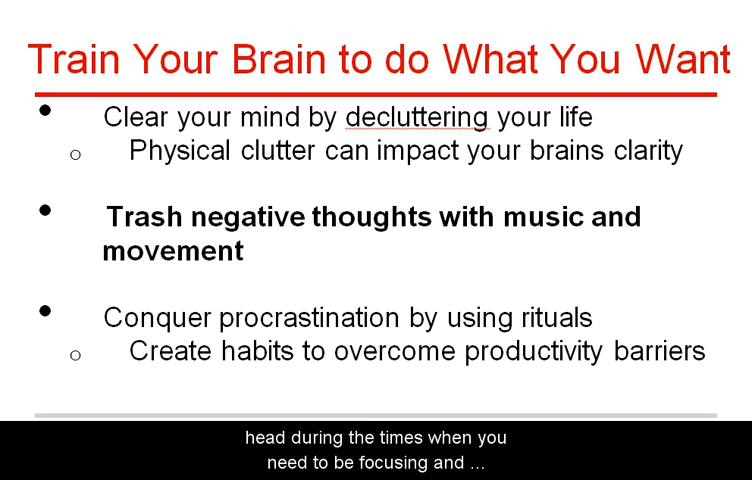 Train Your Brain to do What You Want
• Clear your mind by decluttering your life
o Physical clutter can impact your brains clarity
• Trash negative thoughts with music and
movement
• Conquer procrastination by using rituals
o Create habits to overcome productivity barriers
head during the times when you
need to be focusing and ...